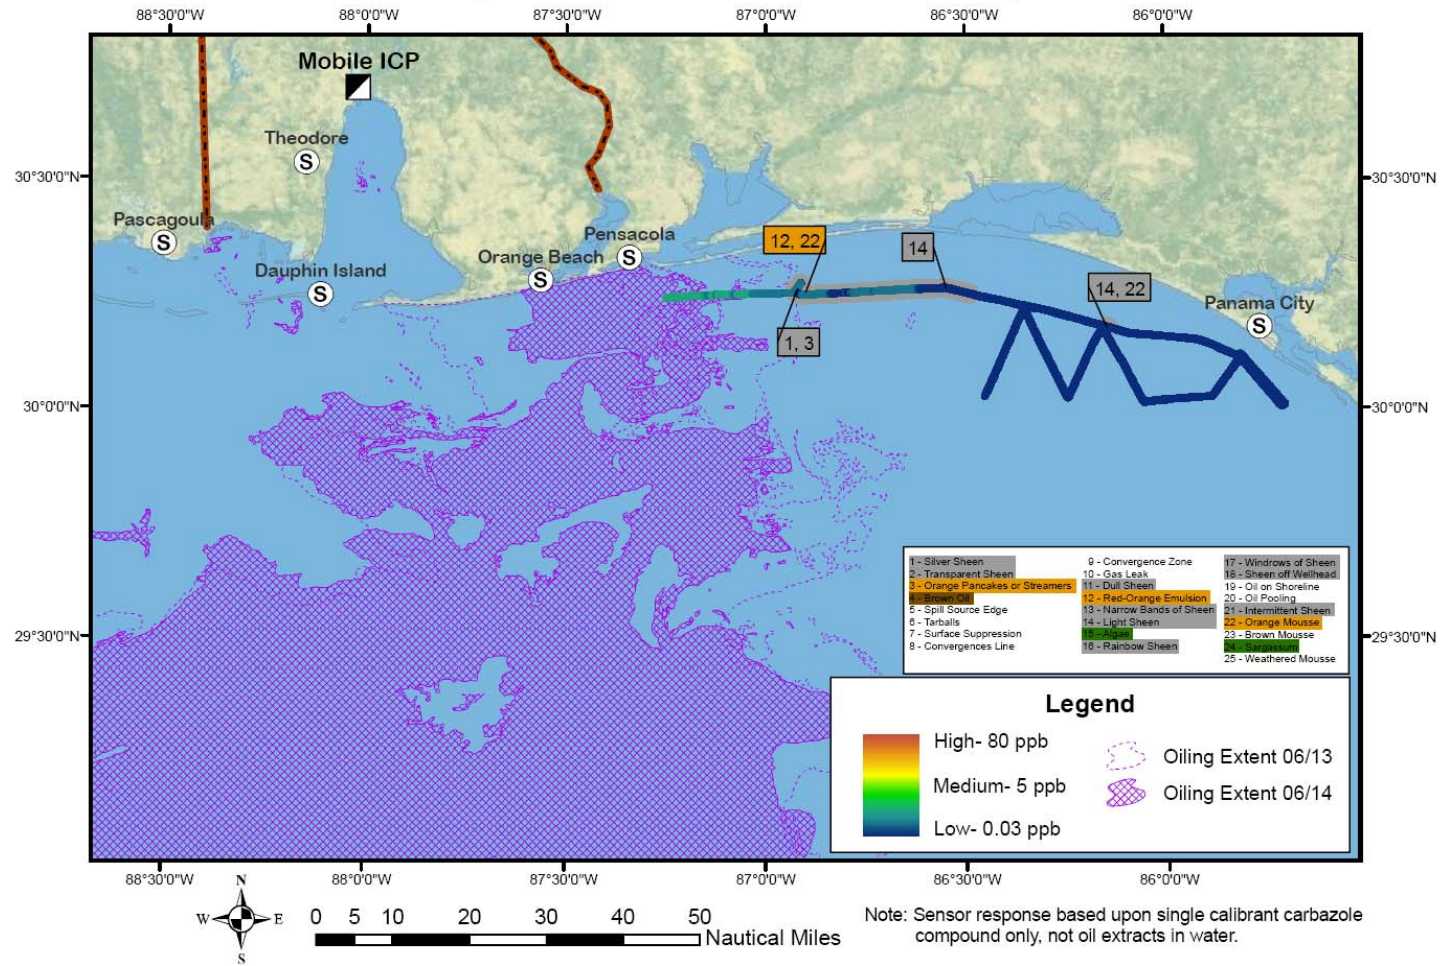 88°30'0"W 88°0'0"W 87°30'0"W 87°0'0"W 86°30'0"W 86°0'0"W
Mobile ICP
Theodore
S
30°30'0"N 30°30'0"N
Pascagoula
S
Pensacola
S
12, 22
14
Orange Beach
S
Dauphin Island
S
14, 22
Panama City
S
1, 3
30°0'0"N 30°0'0"N
29°30'0"N 29°30'0"N
1 - Silver Sheen
2 - Transparent Sheen
3 - Orange Pancakes or Streamers
4 - Brown Oil
5 - Spill Source Edge
6 - Tarballs
7 - Surface Suppression
8 - Convergences Line
9 - Convergence Zone
10 - Gas Leak
11 - Dull Sheen
12 - Red-Orange Emulsion
13 - Narrow Bands of Sheen
14 - Light Sheen
15 - Algae
16 - Rainbow Sheen
17 - Windrows of Sheen
18 - Sheen off Wellhead
19 - Oil on Shoreline
20 - Oil Pooling
21 - Intermittent Sheen
22 - Orange Mousse
23 - Brown Mousse
24 - Sargassum
25 - Weathered Mousse
Legend
High- 80 ppb
Medium- 5 ppb
Low- 0.03 ppb
Oiling Extent 06/13
Oiling Extent 06/14
88°30'0"W 88°0'0"W 87°30'0"W 87°0'0"W 86°30'0"W 86°0'0"W
N
W E
S
0 5 10 20 30 40 50
Nautical Miles
Note: Sensor response based upon single calibrant carbazole
compound only, not oil extracts in water.